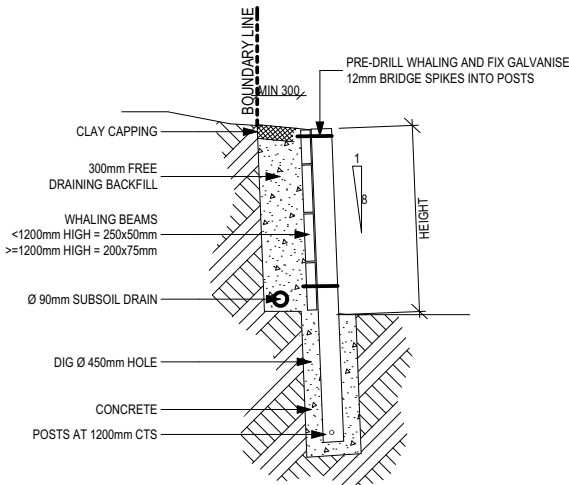 BOUNDARY LINE
MIN 300
PRE-DRILL WHALING AND FIX GALVANISE
12mm BRIDGE SPIKES INTO POSTS
CLAY CAPPING
300mm FREE
DRAINING BACKFILL
1
8
HEIGHT
WHALING BEAMS
<1200mm HIGH = 250x50mm
>=1200mm HIGH = 200x75mm
Ø 90mm SUBSOIL DRAIN
DIG Ø 450mm HOLE
CONCRETE
POSTS AT 1200mm CTS